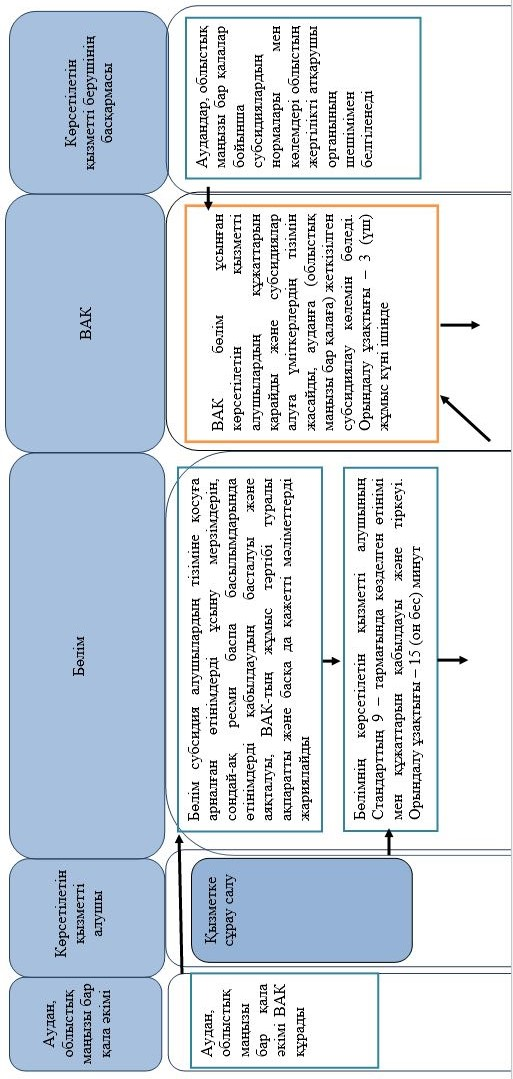 Аудан,
облыстық
маңызы бар
қала әкімі
Көрсетілетін
қызметті
алушы
Бөлім
ВАК
Көрсетілетін
қызметті берушінің
басқармасы
Аудан,
облыстық
маңызы
бар қала
әкімі ВАК
құрады
Қызметке
сұрау салу
Бөлім субсидия алушылардың тізіміне қосуға
арналған өтінімдерді ұсыну мерзімдерін,
сондай-ақ ресми баспа басылымдарында
өтінімдерді қабылдаудың басталуы және
аяқталуы, ВАК-тың жұмыс тәртібі туралы
ақпаратты және басқа да қажетті мәліметтерді
жариялайды
Бөлімнің көрсетілетін қызметті алушының
Стандарттың 9 – тармағында көзделген өтінімі
мен құжаттарын қабылдауы және тіркеуі.
Орындалу ұзақтығы – 15 (он бес) минут
ВАК бөлім ұсынған
көрсетілетін қызметті
алушылардың құжаттарын
қарайды және субсидиялар
алуға үміткерлердің тізімін
жасайды, ауданға (облыстық
маңызы бар қалаға) жеткізілген
субсидиялау көлемін бөледі.
Орындалу ұзақтығы – 3 (үш)
жұмыс күні ішінде
Аудандар, облыстық
маңызы бар қалалар
бойынша
субсидиялардың
нормалары мен
көлемдері облыстың
жергілікті атқарушы
органының
шешімімен
белгіленеді